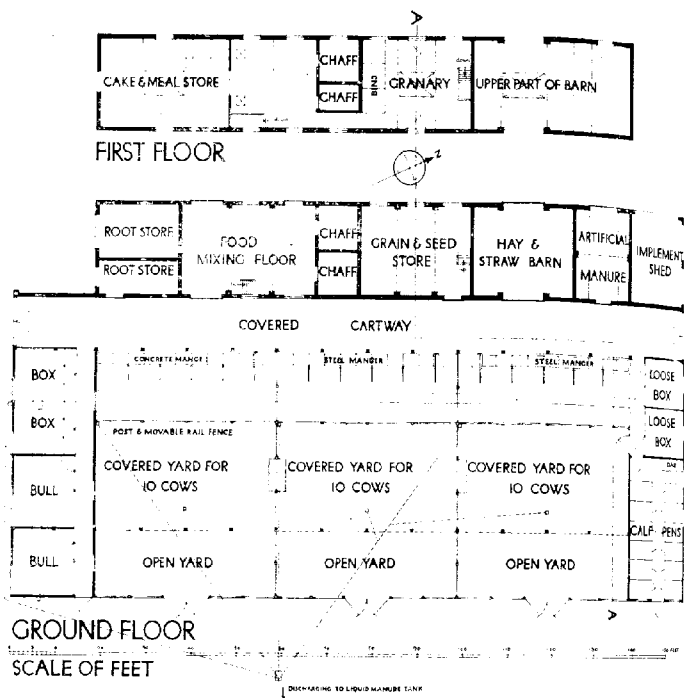 A
CAKE & MEAL STORE
CHAFF
CHAFF
BINS
GRANARY
UPPER PART OF BARN
FIRST FLOOR
Z
ROOT STORE
ROOT STORE
FOOD
MIXING FLOOR
CHAFF
CHAFF
GRAIN & SEED
STORE
HAY &
STRAW BARN
ARTIFICIAL
MANURE
IMPLEMENT
SHED
COVERED CARTWAY
CONCRETE MANGER
STEEL MANGER
STEEL MANGER
BOX
BOX
BULL
BULL
LOOSE
BOX
LOOSE
BOX
POST & MOVABLE RAIL FENCE
COVERED YARD FOR
10 COWS
COVERED YARD FOR
10 COWS
COVERED YARD FOR
10 COWS
CALF PENS
OPEN YARD
OPEN YARD
OPEN YARD
A
GROUND FLOOR
SCALE OF FEET
FEET
DISCHARGING TO LIQUID MANURE TANK